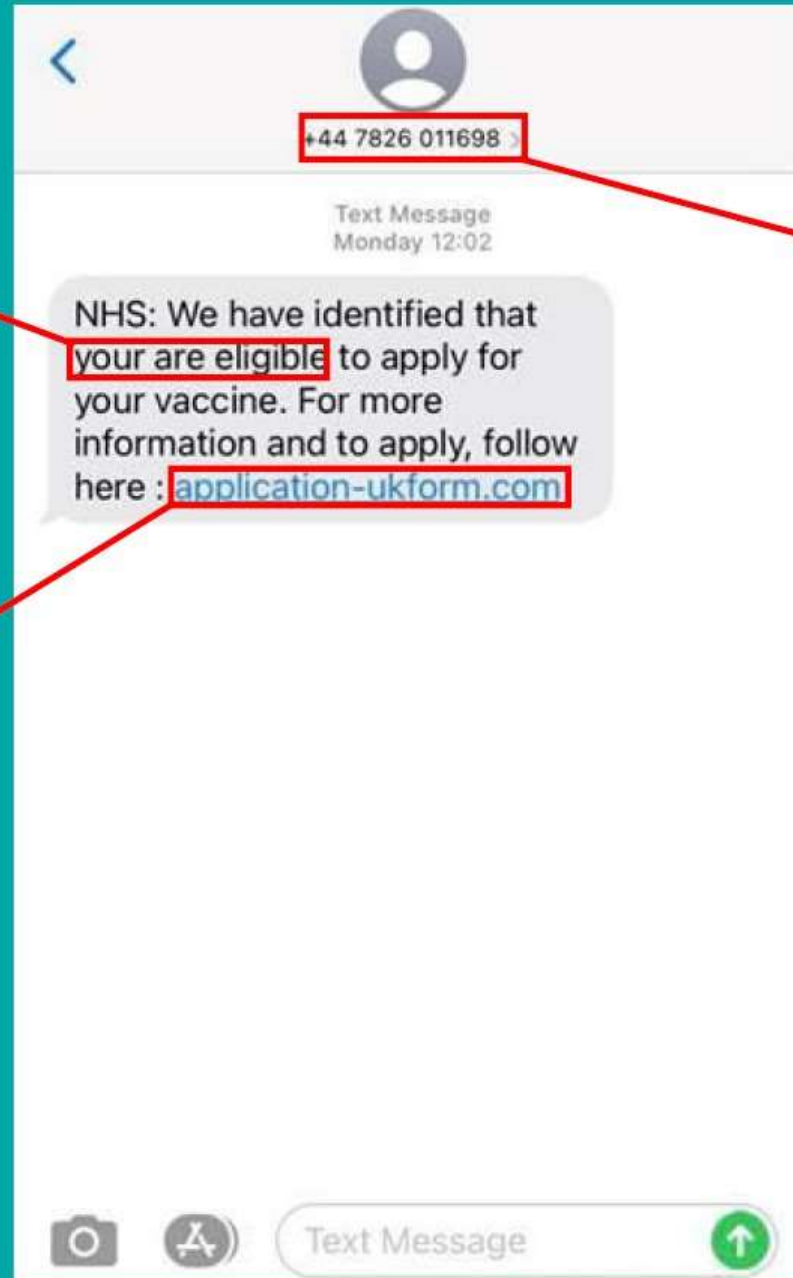 +44 7826 011698
Text Message
Monday 12:02
NHS: We have identified that
your are eligible to apply for
your vaccine. For more
information and to apply, follow
here : application-ukform.com
Text Message